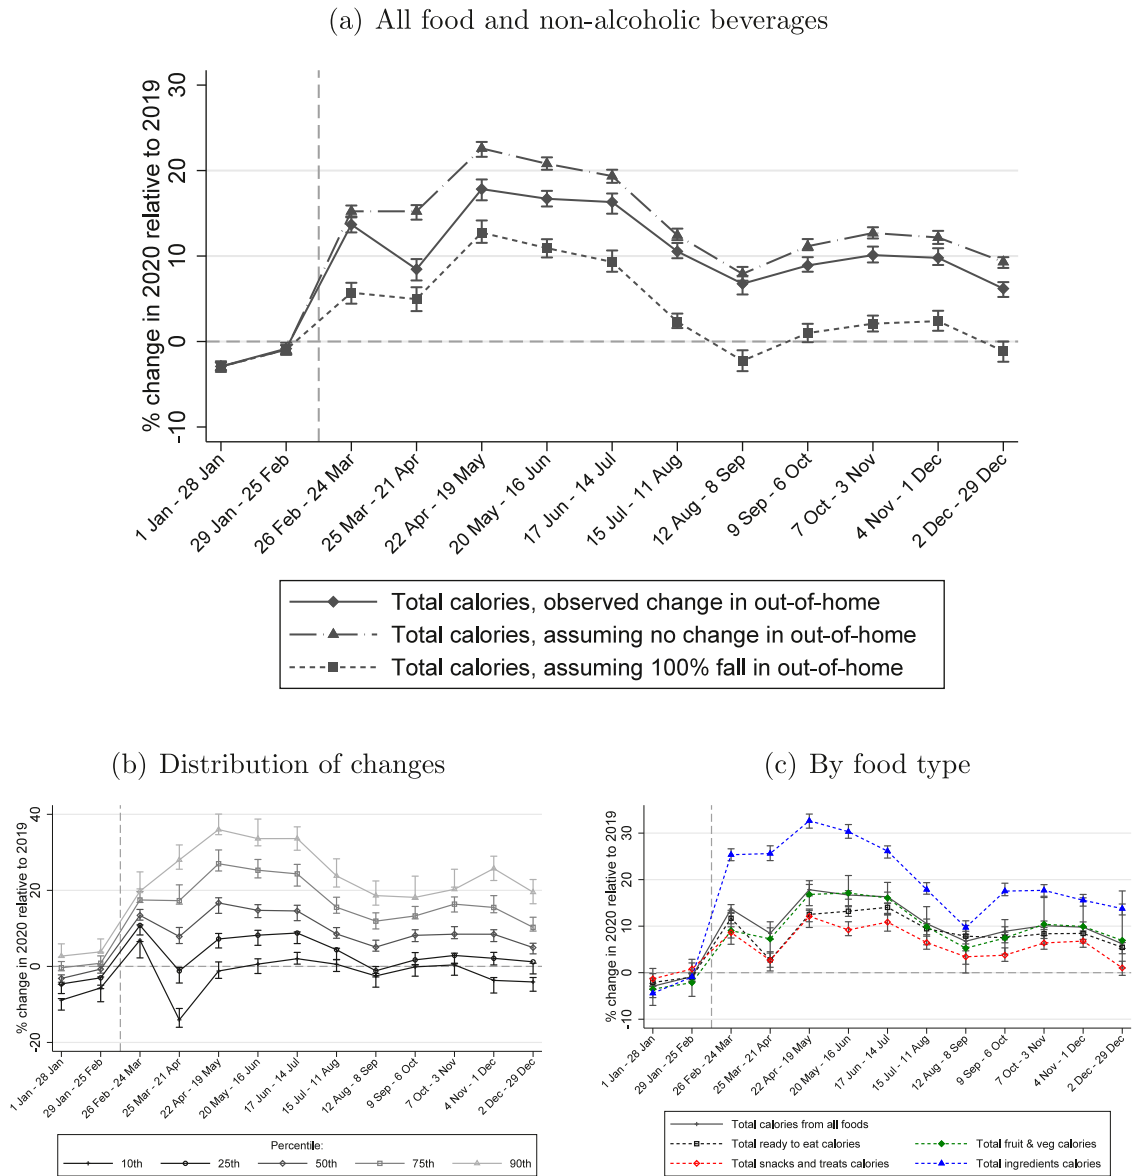 (a) All food and non-alcoholic beverages
% change in 2020 relative to 2019
30
20
10
0
-10
1 Jan - 28 Jan
29 Jan - 25 Feb
26 Feb - 24 Mar
25 Mar - 21 Apr
22 Apr - 19 May
20 May - 16 Jun
17 Jun - 14 Jul
15 Jul - 11 Aug
12 Aug - 8 Sep
9 Sep - 6 Oct
7 Oct - 3 Nov
4 Nov - 1 Dec
2 Dec - 29 Dec
Total calories, observed change in out-of-home
Total calories, assuming no change in out-of-home
Total calories, assuming 100% fall in out-of-home
(b) Distribution of changes
% change in 2020 relative to 2019
40
20
0
-20
1 Jan - 28 Jan
29 Jan - 25 Feb
26 Feb - 24 Mar
25 Mar - 21 Apr
22 Apr - 19 May
20 May - 16 Jun
17 Jun - 14 Jul
15 Jul - 11 Aug
12 Aug - 8 Sep
9 Sep - 6 Oct
7 Oct - 3 Nov
4 Nov - 1 Dec
2 Dec - 29 Dec
Percentile:
10th 25th 50th 75th 90th
(c) By food type
% change in 2020 relative to 2019
30
20
10
0
-10
1 Jan - 28 Jan
29 Jan - 25 Feb
26 Feb - 24 Mar
25 Mar - 21 Apr
22 Apr - 19 May
20 May - 16 Jun
17 Jun - 14 Jul
15 Jul - 11 Aug
12 Aug - 8 Sep
9 Sep - 6 Oct
7 Oct - 3 Nov
4 Nov - 1 Dec
2 Dec - 29 Dec
Total calories from all foods
Total ready to eat calories Total fruit & veg calories
Total snacks and treats calories Total ingredients calories